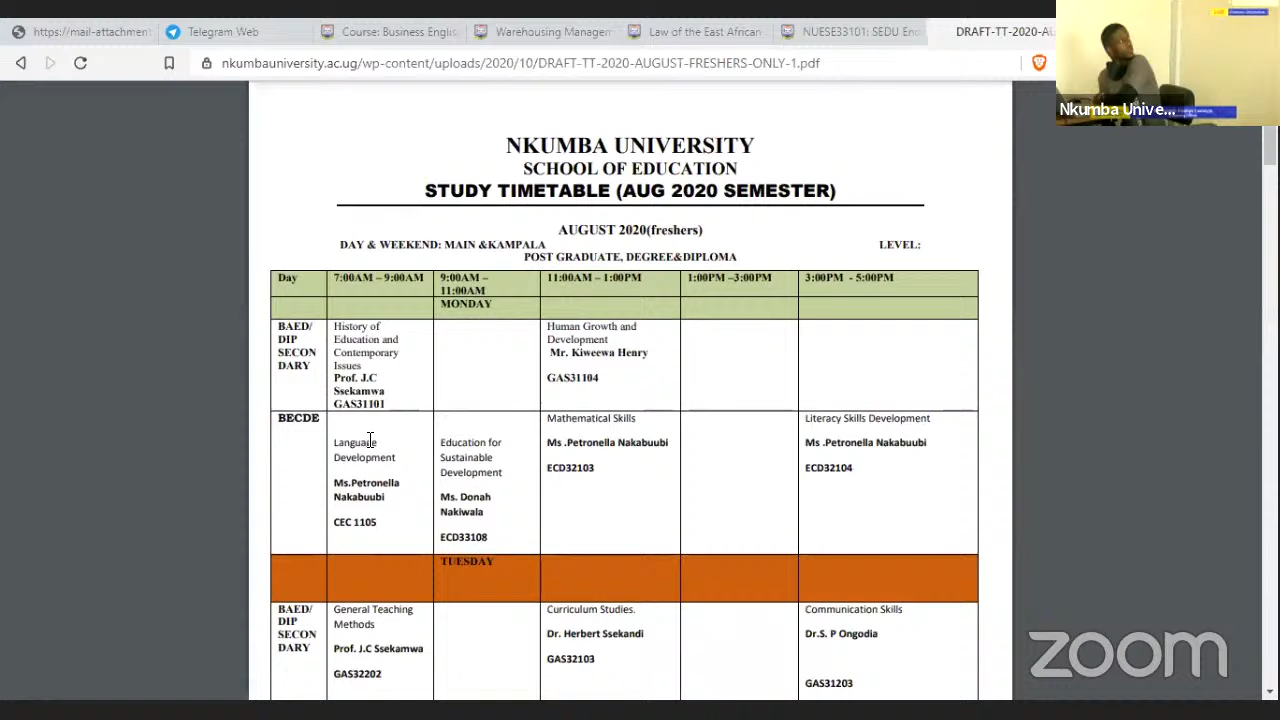 https://mail-attachment
Telegram Web
Course: Business Englis
Warehousing Managem
Law of the East African
NUESE33101: SEDU End
DRAFT-TT-2020-AU
nkumbauniversity.ac.ug/wp-content/uploads/2020/10/DRAFT-TT-2020-AUGUST-FRESHERS-ONLY-1.pdf
Nkumba Unive...
NKUMBA UNIVERSITY
SCHOOL OF EDUCATION
STUDY TIMETABLE (AUG 2020 SEMESTER)
AUGUST 2020(freshers)
DAY & WEEKEND: MAIN &KAMPALA LEVEL:
POST GRADUATE, DEGREE&DIPLOMA
Day
7:00AM – 9:00AM
9:00AM –
11:00AM
11:00AM – 1:00PM
1:00PM –3:00PM
3:00PM - 5:00PM
MONDAY
BAED/
DIP
SECON
DARY
History of
Education and
Contemporary
Issues
Prof. J.C
Ssekamwa
GAS31101
Human Growth and
Development
Mr. Kiweewa Henry
GAS31104
BECDE
Language
Development
Ms.Petronella
Nakabuubi
CEC 1105
Education for
Sustainable
Development
Ms. Donah
Nakiwala
ECD33108
Mathematical Skills
Ms .Petronella Nakabuubi
ECD32103
Literacy Skills Development
Ms .Petronella Nakabuubi
ECD32104
TUESDAY
BAED/
DIP
SECON
DARY
General Teaching
Methods
Prof. J.C Ssekamwa
GAS32202
Curriculum Studies.
Dr. Herbert Ssekandi
GAS32103
Communication Skills
Dr.S. P Ongodia
GAS31203
zoom